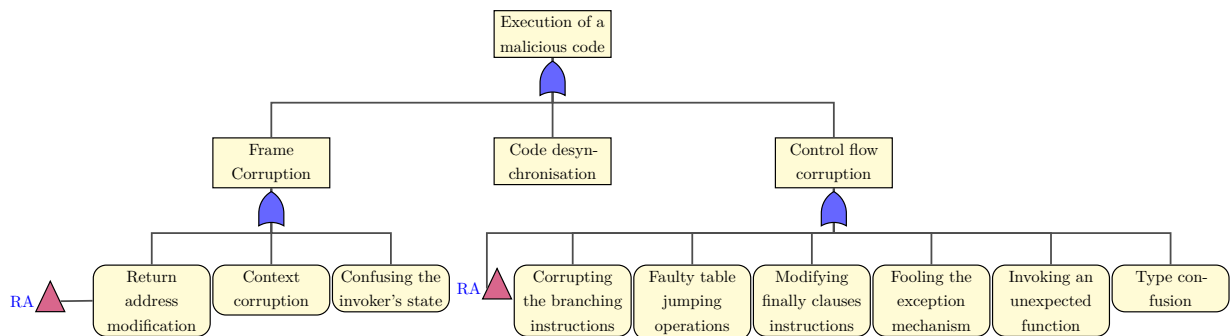 Execution of a
malicious code
Frame
Corruption
Code desyn-
chronisation
Control flow
corruption
RA
Return
address
modification
Context
corruption
Confusing the
invoker's state
RA
Corrupting
the branching
instructions
Faulty table
jumping
operations
Modifying
finally clauses
instructions
Fooling the
exception
mechanism
Invoking an
unexpected
function
Type con-
fusion